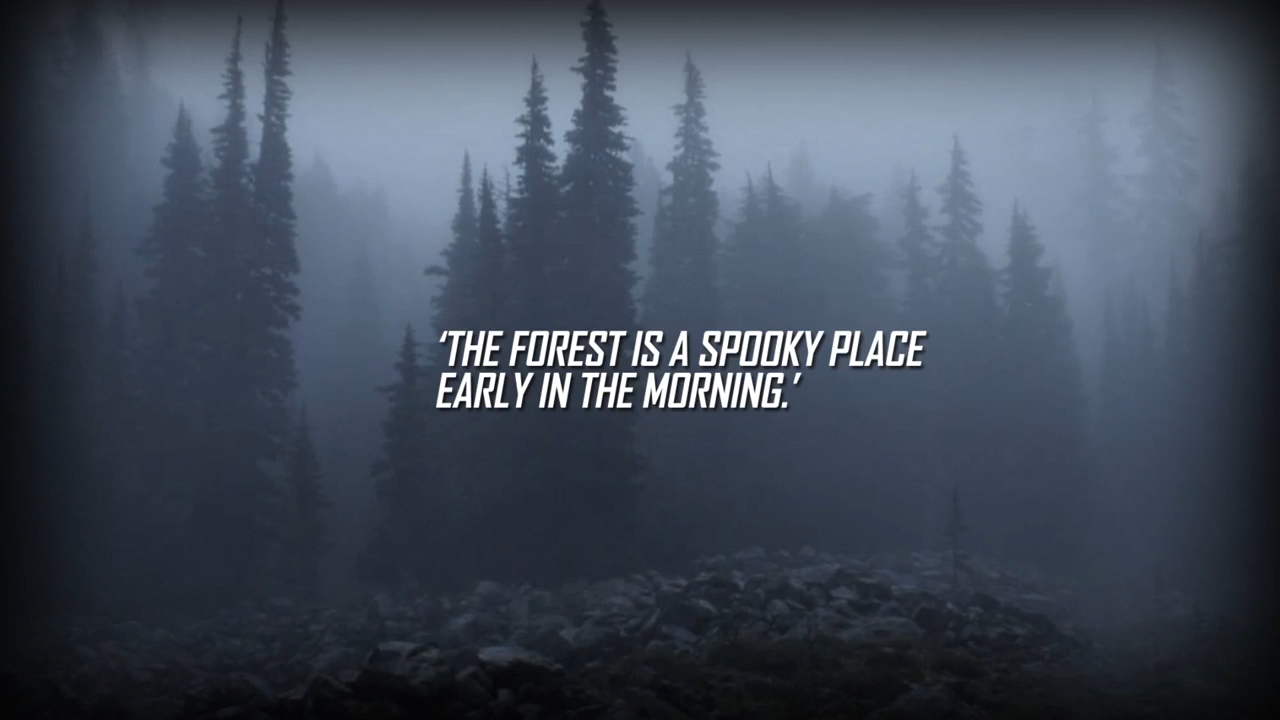 ‘THE FOREST IS A SPOOKY PLACE
EARLY IN THE MORNING.’